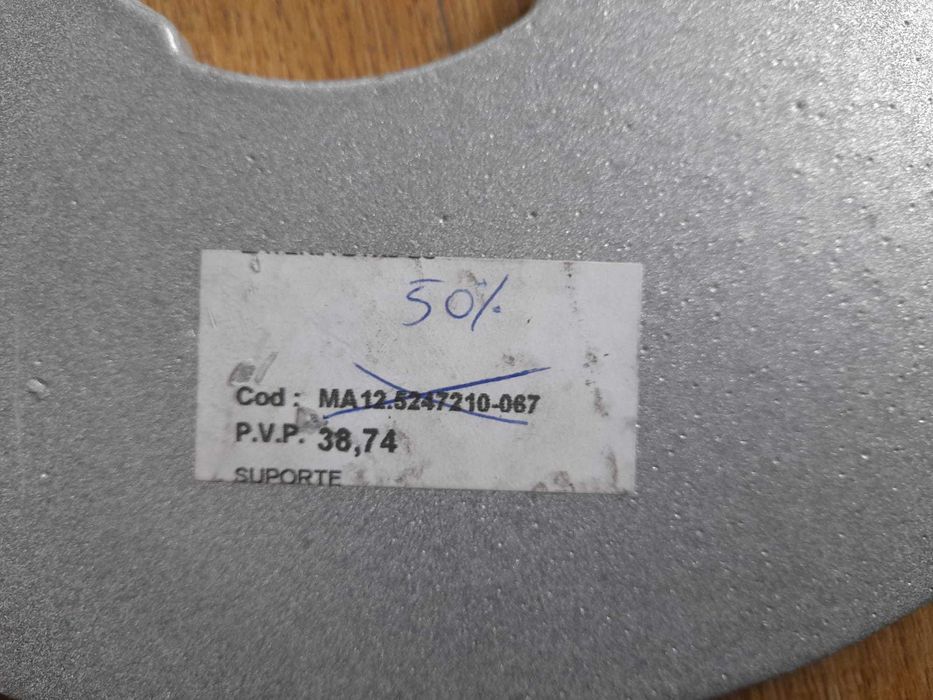 50%
Cod : MA12.5247210-067
P.V.P. 38,74
SUPORTE